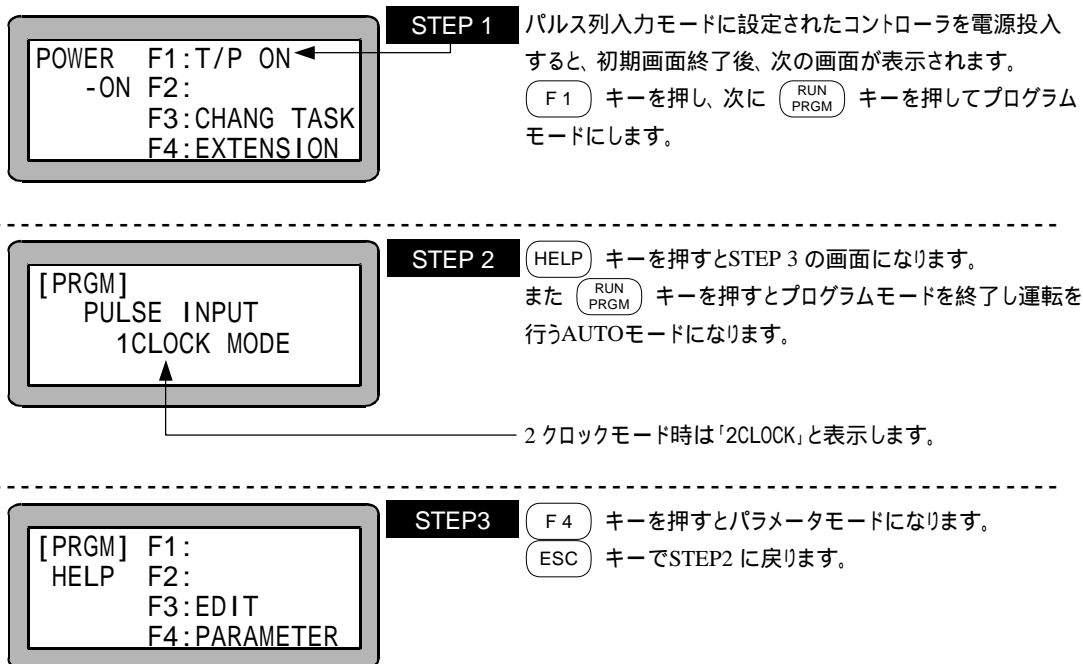 POWER F1:T/P ON
-ON F2:
F3:CHANG TASK
F4:EXTENSION
STEP 1
パルス列入力モードに設定されたコントローラを電源投入
すると、初期画面終了後、次の画面が表示されます。
F 1 キーを押し、次に RUN PRGM キーを押してプログラム
モードにします。
[PRGM]
PULSE INPUT
1CLOCK MODE
STEP 2
HELP キーを押すとSTEP 3 の画面になります。
また RUN PRGM キーを押すとプログラムモードを終了し運転を
行うAUTOモードになります。
2 クロックモード時は「2CLOCK」と表示します。
[PRGM] F1:
HELP F2:
F3:EDIT
F4:PARAMETER
STEP3
F 4 キーを押すとパラメータモードになります。
ESC キーでSTEP2 に戻ります。